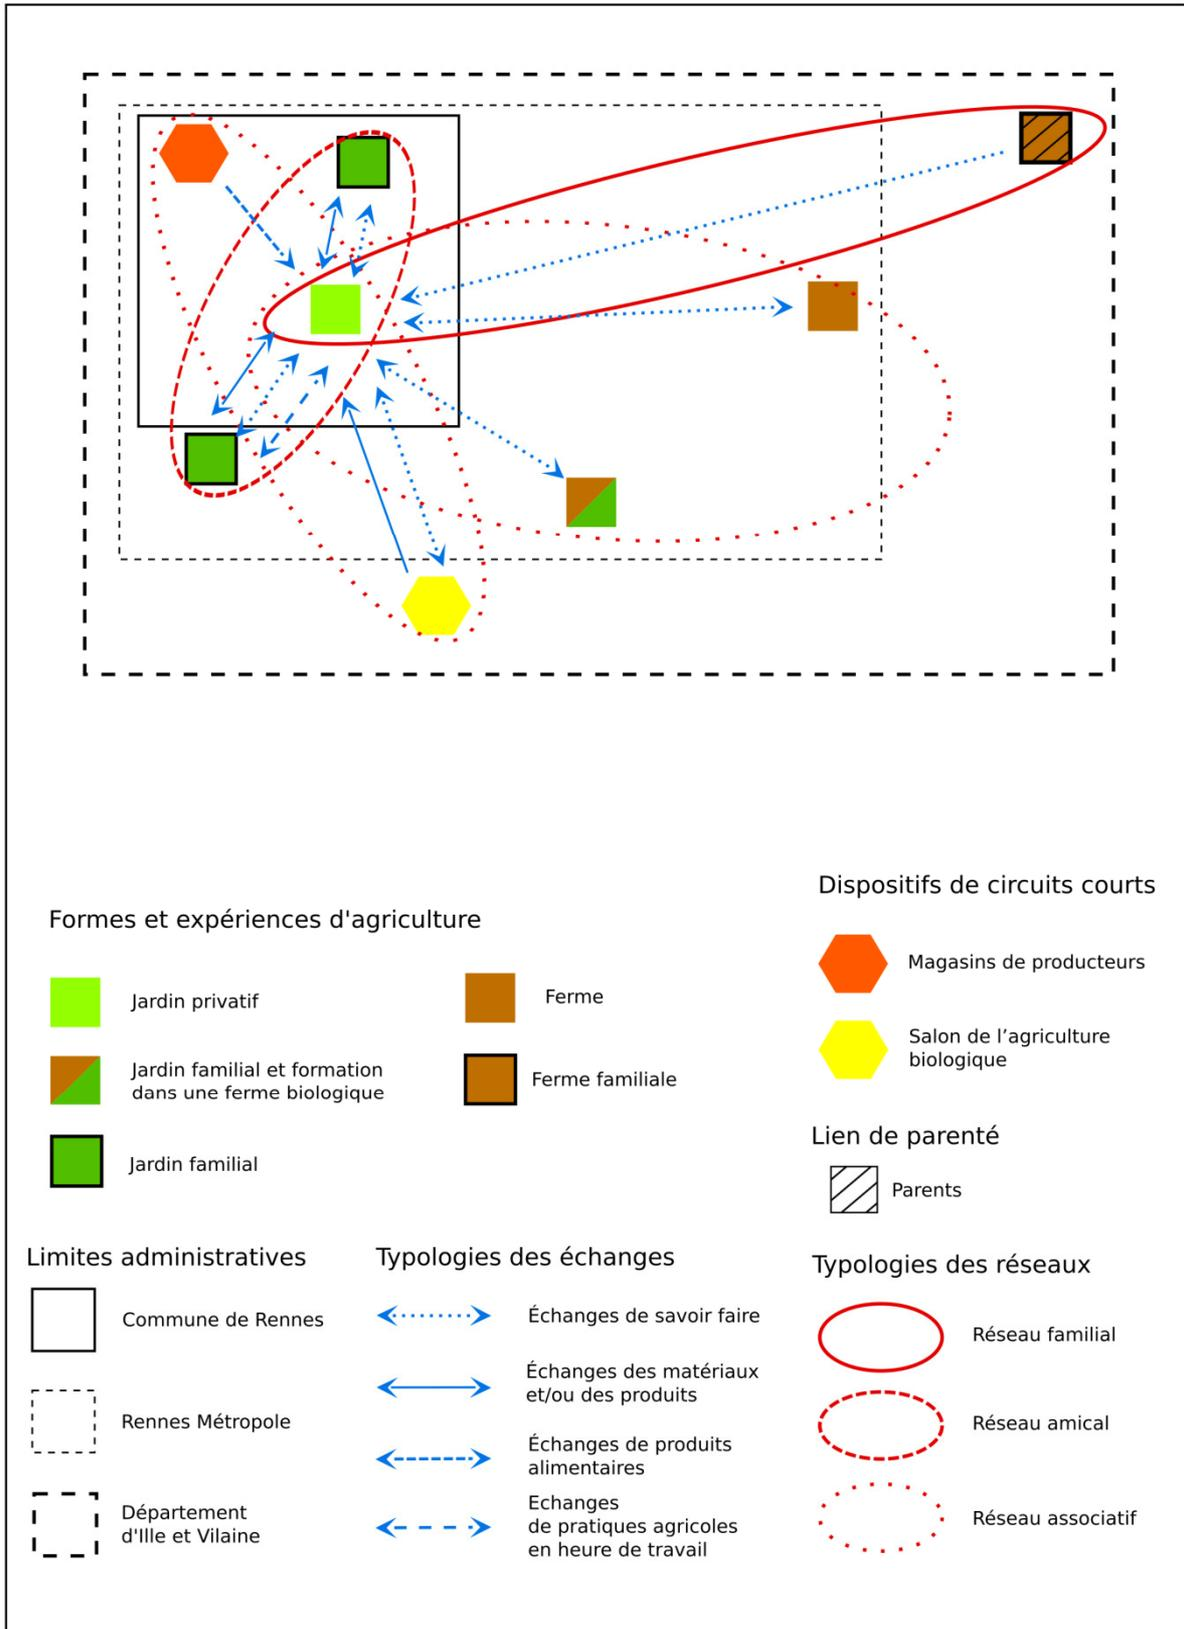 Dispositifs de circuits courts
Formes et expériences d'agriculture
Magasins de producteurs
Jardin privatif
Ferme
Salon de l’agriculture
biologique
Jardin familial et formation
dans une ferme biologique
Ferme familiale
Lien de parenté
Jardin familial
Parents
Limites administratives
Commune de Rennes
Rennes Métropole
Département
d'Ille et Vilaine
Typologies des échanges
Échanges de savoir faire
Échanges des matériaux
et/ou des produits
Échanges de produits
alimentaires
Echanges
de pratiques agricoles
en heure de travail
Typologies des réseaux
Réseau familial
Réseau amical
Réseau associatif